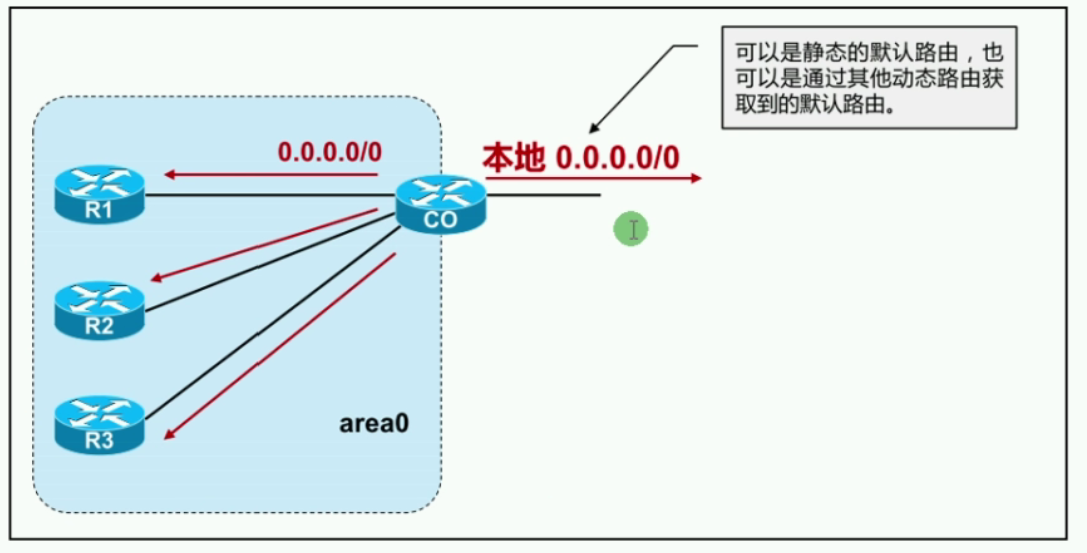 可以是静态的默认路由，也
可以是通过其他动态路由获
取到的默认路由。
0.0.0.0/0
本地 0.0.0.0/0
R1
CO
R2
R3
area0